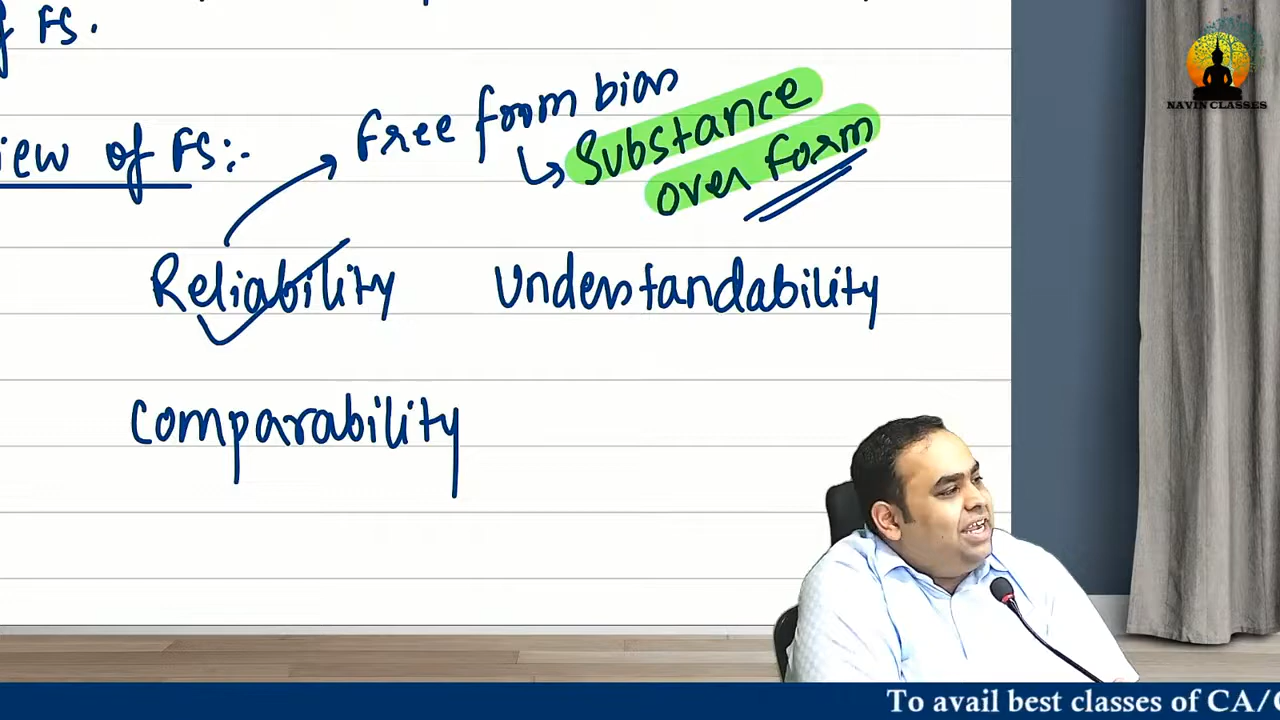 of FS.
NAVIN CLASSES
Free from bias
Substance
over form
iew of FS:-
Reliability
Understandability
Comparability
To avail best classes of CA/